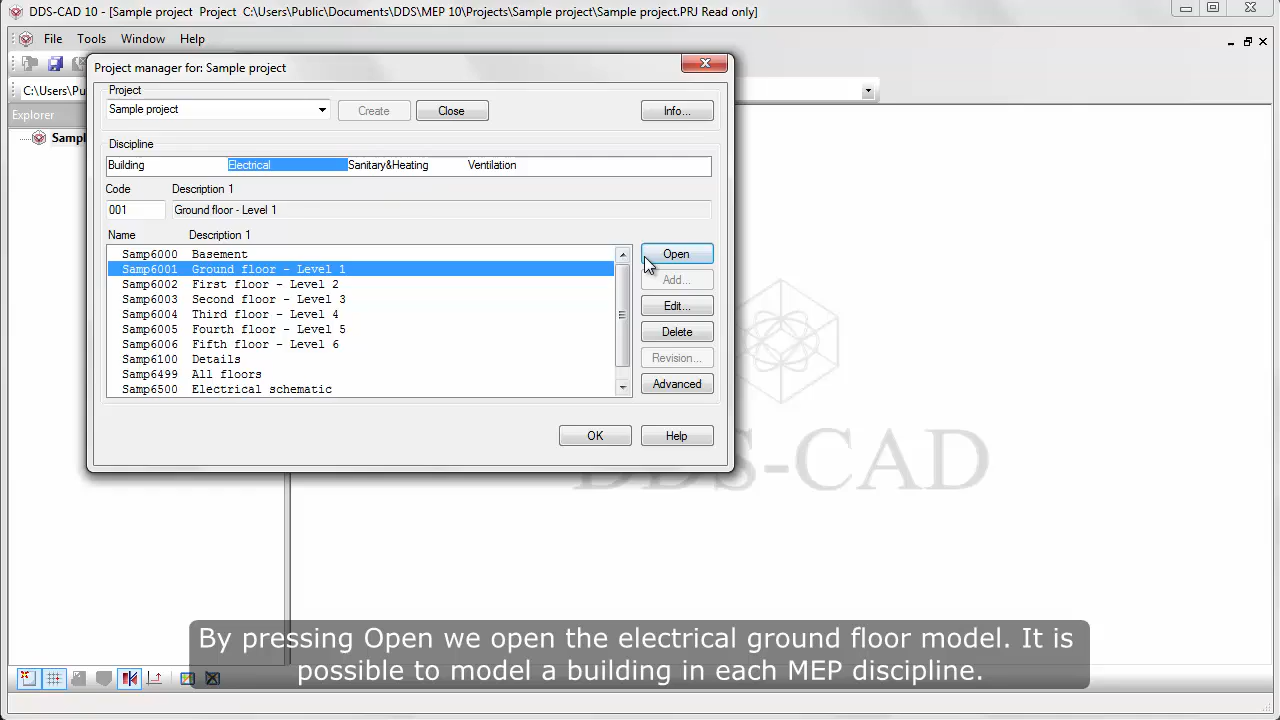 DDS-CAD 10 - [Sample project  Project  C:\Users\Public\Documents\DDS\MEP 10\Projects\Sample project\Sample project.PRJ Read only]
File Tools Window Help
Project manager for: Sample project
C:\Users\Pu
Project
Sample project Create Close Info...
Explorer
Samp
Discipline
Building Electrical Sanitary&Heating Ventilation
Code Description 1
001 Ground floor - Level 1
Name Description 1
Samp6000 Basement
Samp6001 Ground floor - Level 1
Samp6002 First floor - Level 2
Samp6003 Second floor - Level 3
Samp6004 Third floor - Level 4
Samp6005 Fourth floor - Level 5
Samp6006 Fifth floor - Level 6
Samp6100 Details
Samp6499 All floors
Samp6500 Electrical schematic
Open
Add...
Edit...
Delete
Revision...
Advanced
OK Help
DDS-CAD
By pressing Open we open the electrical ground floor model. It is
possible to model a building in each MEP discipline.